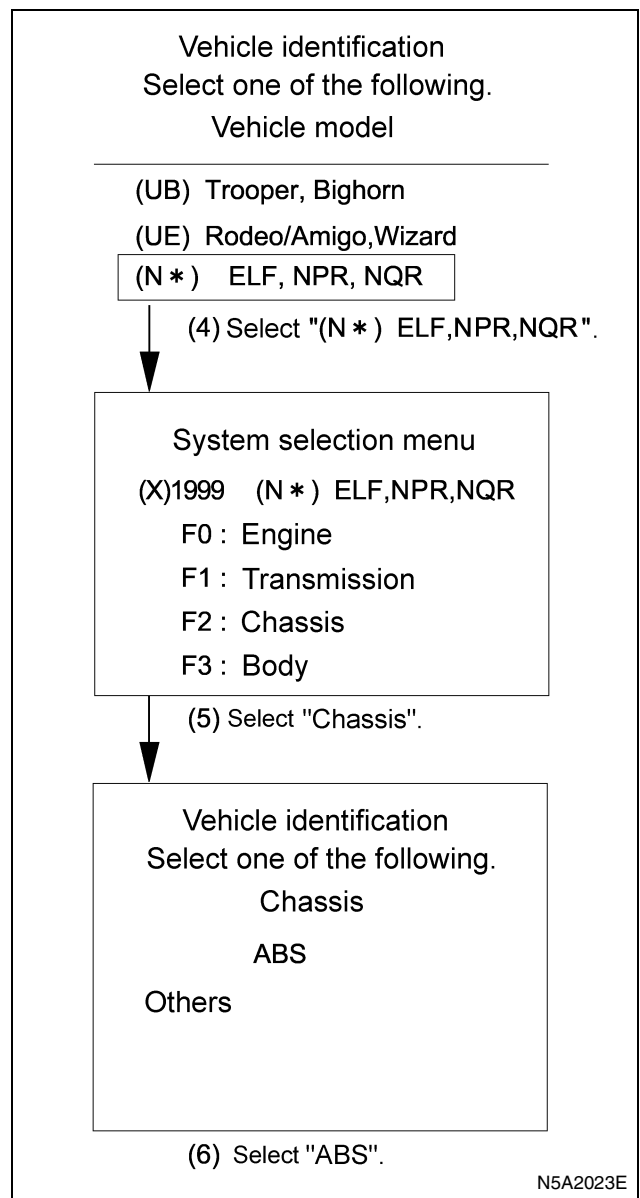 Vehicle identification
Select one of the following.
Vehicle model
(UB) Trooper, Bighorn
(UE) Rodeo/Amigo,Wizard
(N*) ELF, NPR, NQR
(4) Select "(N*) ELF,NPR,NQR".
System selection menu
(X)1999 (N*) ELF,NPR,NQR
F0 : Engine
F1 : Transmission
F2 : Chassis
F3 : Body
(5) Select "Chassis".
Vehicle identification
Select one of the following.
Chassis
ABS
Others
(6) Select "ABS".
N5A2023E